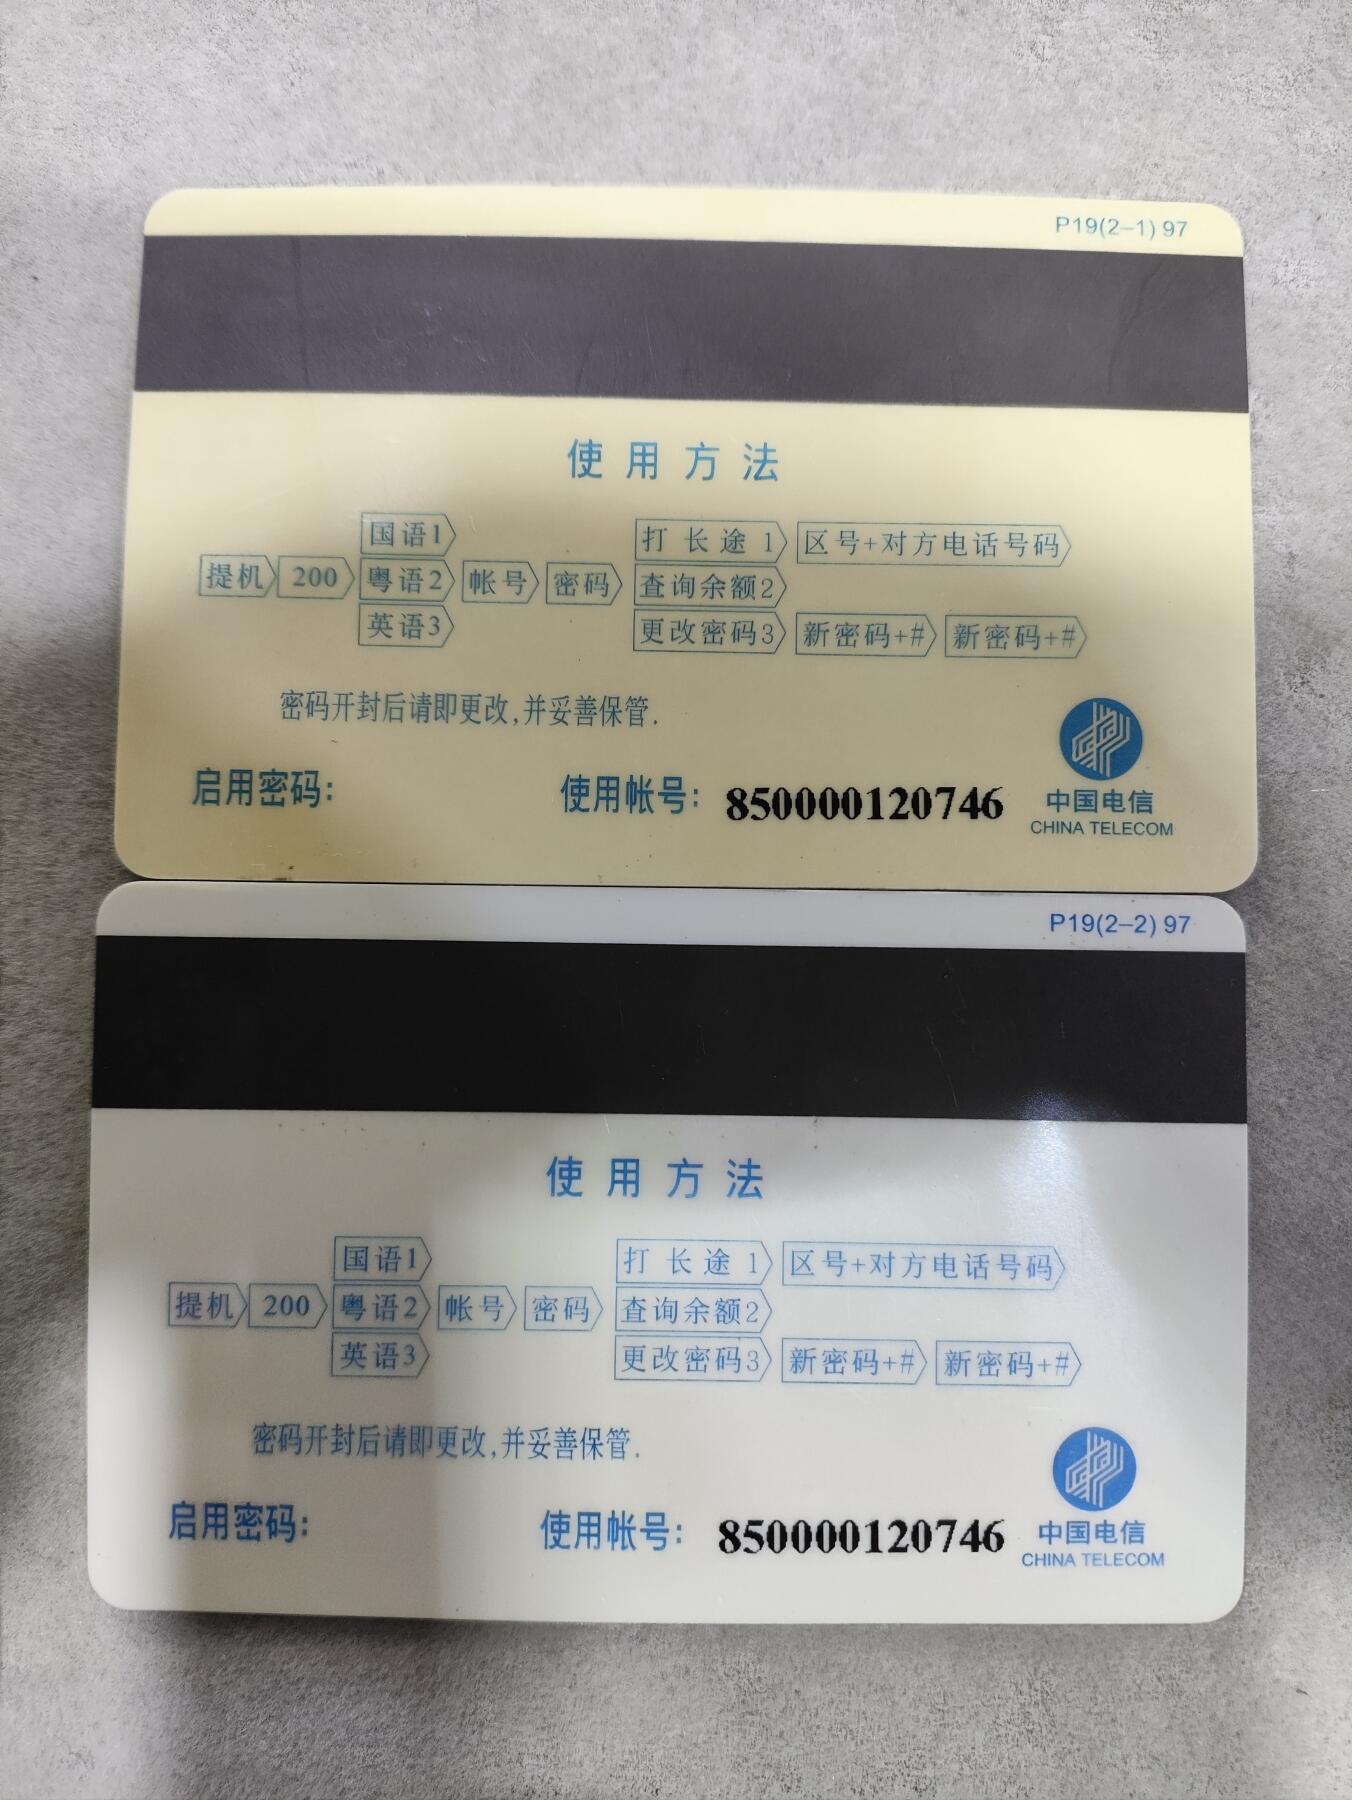 P19(2-1) 97
使用方法
国语1 打长途1 区号+对方电话号码
提机 200 粤语2 帐号 密码 查询余额2
英语3 更改密码3 新密码+# 新密码+#
密码开封后请即更改,并妥善保管.
启用密码: 使用帐号: 850000120746 中国电信
CHINA TELECOM
P19(2-2) 97
使用方法
国语1 打长途1 区号+对方电话号码
提机 200 粤语2 帐号 密码 查询余额2
英语3 更改密码3 新密码+# 新密码+#
密码开封后请即更改,并妥善保管.
启用密码: 使用帐号: 850000120746 中国电信
CHINA TELECOM